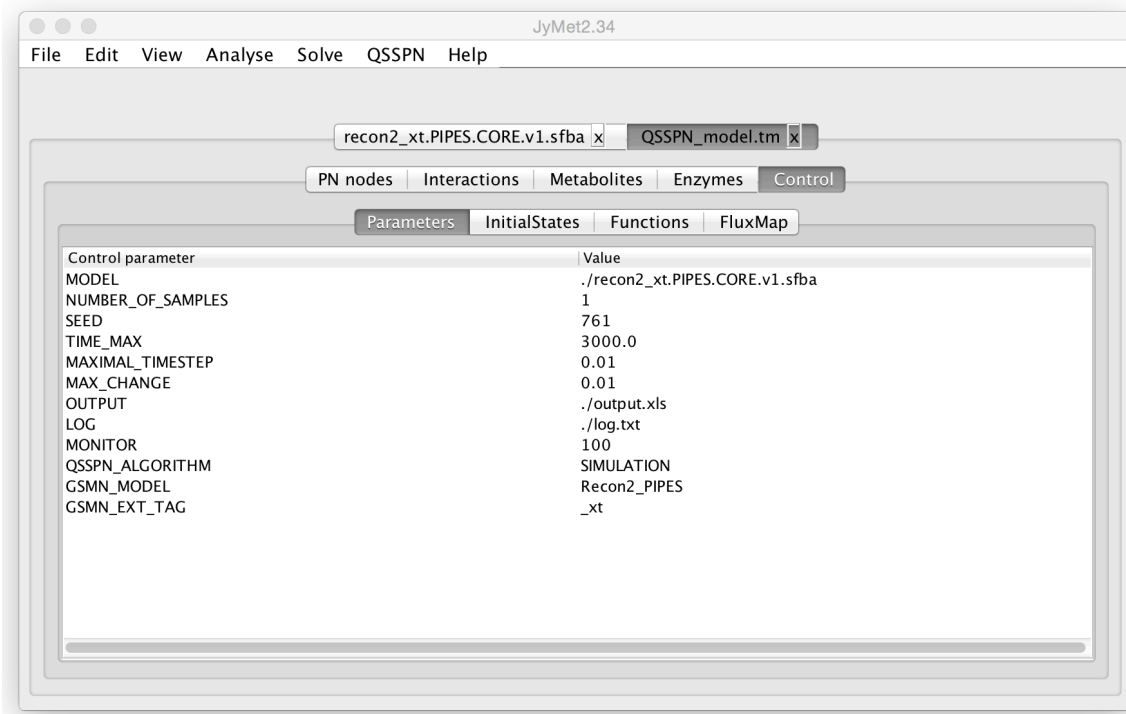 JyMet2.34
File Edit View Analyse Solve QSSPN Help
recon2_xt.PIPES.CORE.v1.sfba x QSSPN_model.tm x
PN nodes Interactions Metabolites Enzymes Control
Parameters InitialStates Functions FluxMap
Control parameter Value
MODEL ./recon2_xt.PIPES.CORE.v1.sfba
NUMBER_OF_SAMPLES 1
SEED 761
TIME_MAX 3000.0
MAXIMAL_TIMESTEP 0.01
MAX_CHANGE 0.01
OUTPUT ./output.xls
LOG ./log.txt
MONITOR 100
QSSPN_ALGORITHM SIMULATION
GSMN_MODEL Recon2_PIPES
GSMN_EXT_TAG _xt